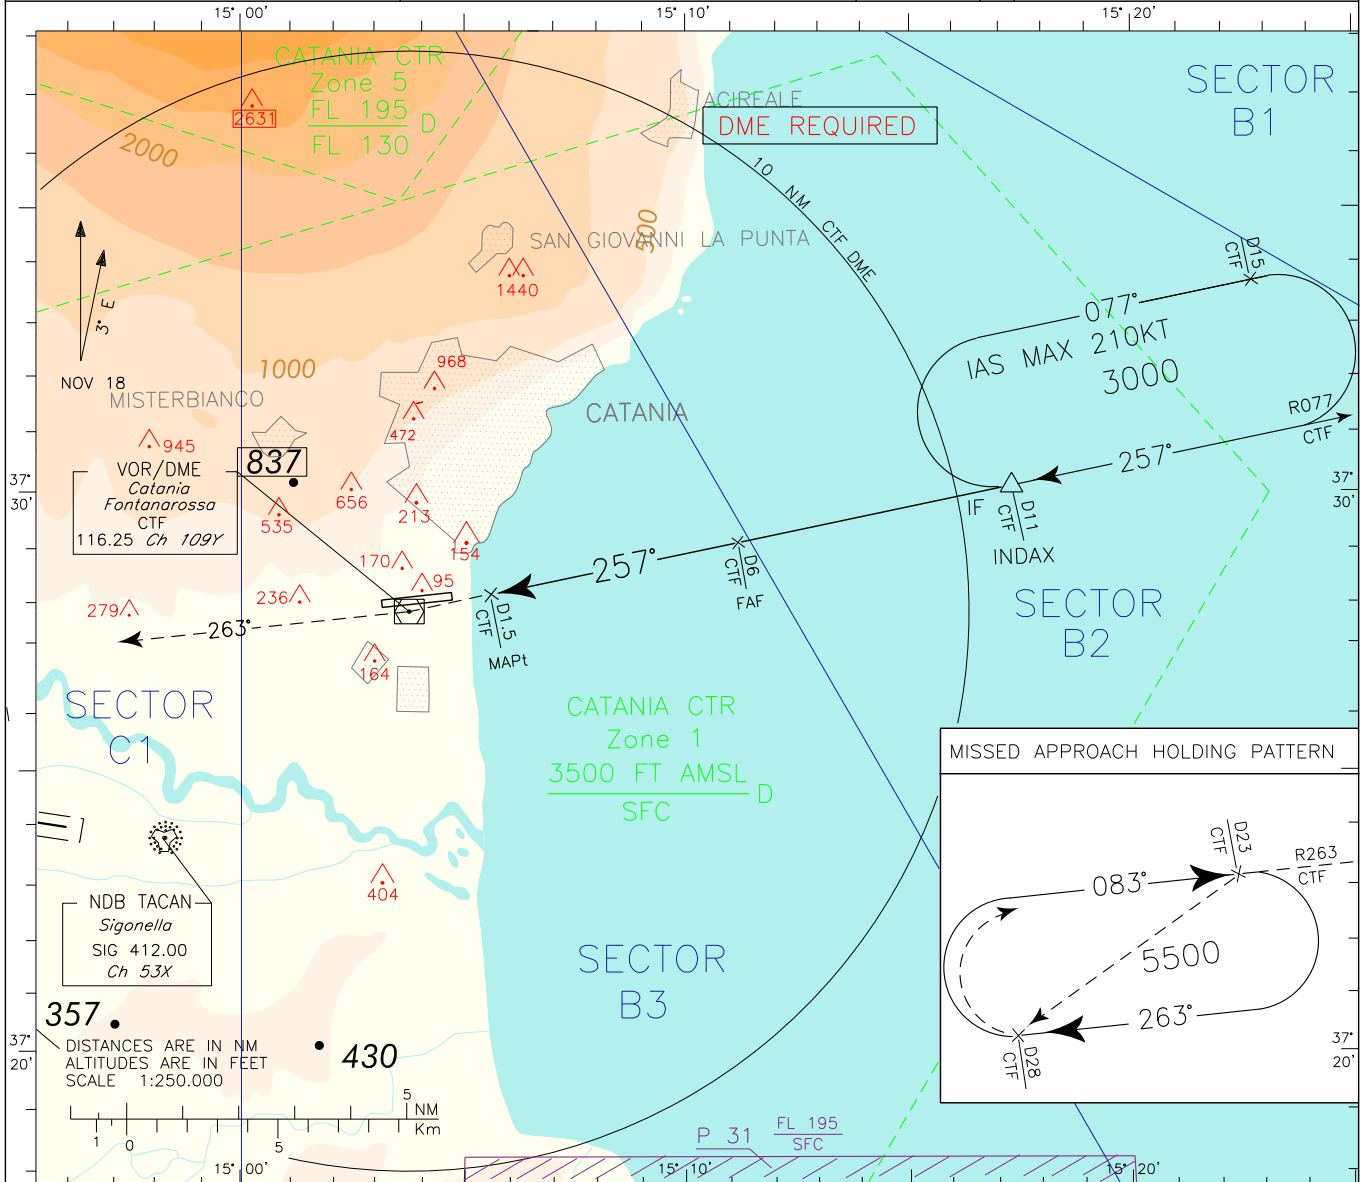 15° 00'
15° 10'
15° 20'
CATANIA CTR
Zone 5
FL 195
FL 130
D
ACIREALE
DME REQUIRED
SECTOR
B1
2631
2000
10 NM CTF DME
500
SAN GIOVANNI LA PUNTA
1440
D15
CTF
077°
IAS MAX 210KT
3000
3° E
NOV 18
1000
968
MISTERBIANCO
472
CATANIA
R077
CTF
945
837
257°
VOR/DME
Catania
Fontanarossa
CTF
116.25 Ch 109Y
37°
30'
37°
30'
656
213
535
IF
D11
CTF
INDAX
154
170
95
257°
D6
CTF
FAF
236
279
263°
D1.5
CTF
MAPt
SECTOR
B2
164
SECTOR
C1
CATANIA CTR
Zone 1
3500 FT AMSL
SFC
D
MISSED APPROACH HOLDING PATTERN
D23
CTF
R263
CTF
083°
5500
263°
D28
CTF
404
NDB TACAN
Sigonella
SIG 412.00
Ch 53X
SECTOR
B3
357
430
DISTANCES ARE IN NM
ALTITUDES ARE IN FEET
SCALE 1:250.000
37°
20'
37°
20'
5
NM
Km
1
0
5
P 31
FL 195
SFC
15° 00'
15° 10'
15° 20'